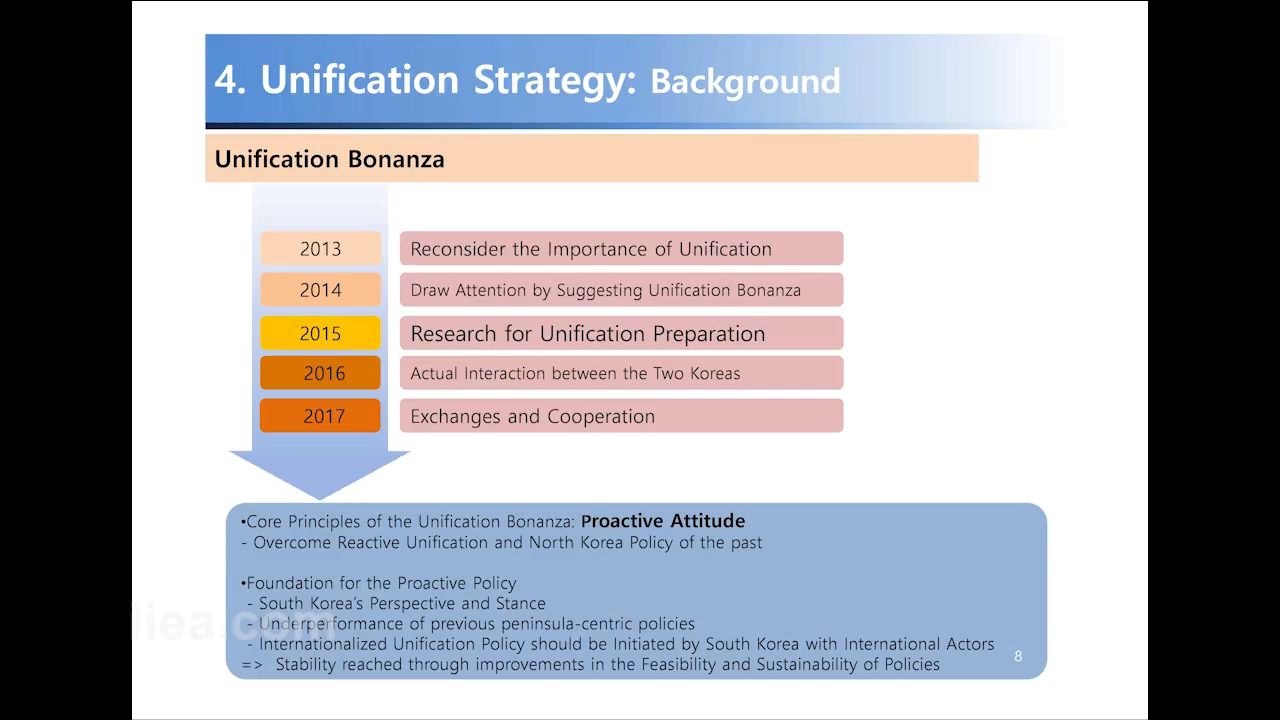 4. Unification Strategy: Background
Unification Bonanza
2013 Reconsider the Importance of Unification
2014 Draw Attention by Suggesting Unification Bonanza
2015 Research for Unification Preparation
2016 Actual Interaction between the Two Koreas
2017 Exchanges and Cooperation
•Core Principles of the Unification Bonanza: Proactive Attitude
- Overcome Reactive Unification and North Korea Policy of the past
•Foundation for the Proactive Policy
- South Korea's Perspective and Stance
- Underperformance of previous peninsula-centric policies
- Internationalized Unification Policy should be Initiated by South Korea with International Actors
=> Stability reached through improvements in the Feasibility and Sustainability of Policies
8